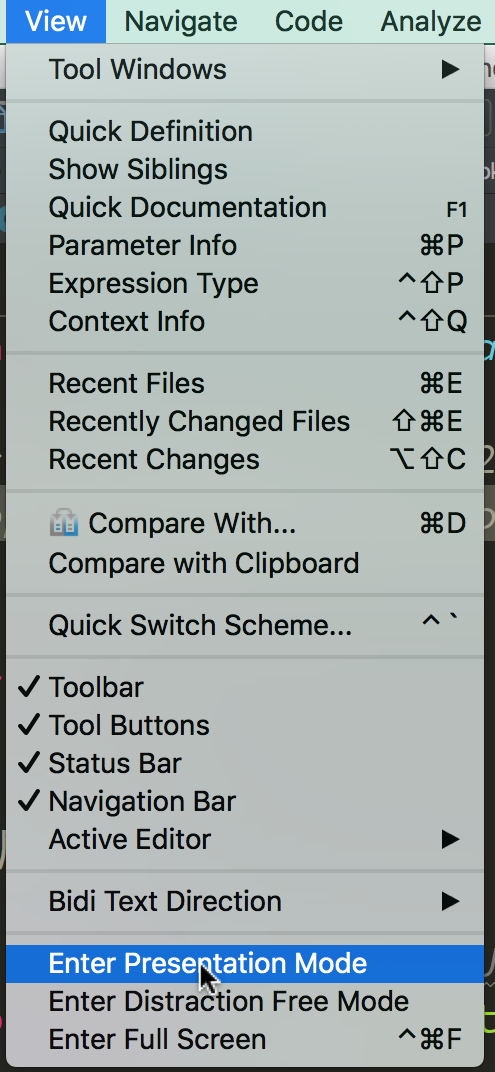 View Navigate Code Analyze
Tool Windows ▶
Quick Definition
Show Siblings
Quick Documentation F1
Parameter Info ⌘P
Expression Type ^⇧P
Context Info ^⇧Q
Recent Files ⌘E
Recently Changed Files ⇧⌘E
Recent Changes ⌥⇧C
Compare With... ⌘D
Compare with Clipboard
Quick Switch Scheme... ^`
✓ Toolbar
✓ Tool Buttons
✓ Status Bar
✓ Navigation Bar
Active Editor ▶
Bidi Text Direction ▶
Enter Presentation Mode
Enter Distraction Free Mode
Enter Full Screen ^⌘F